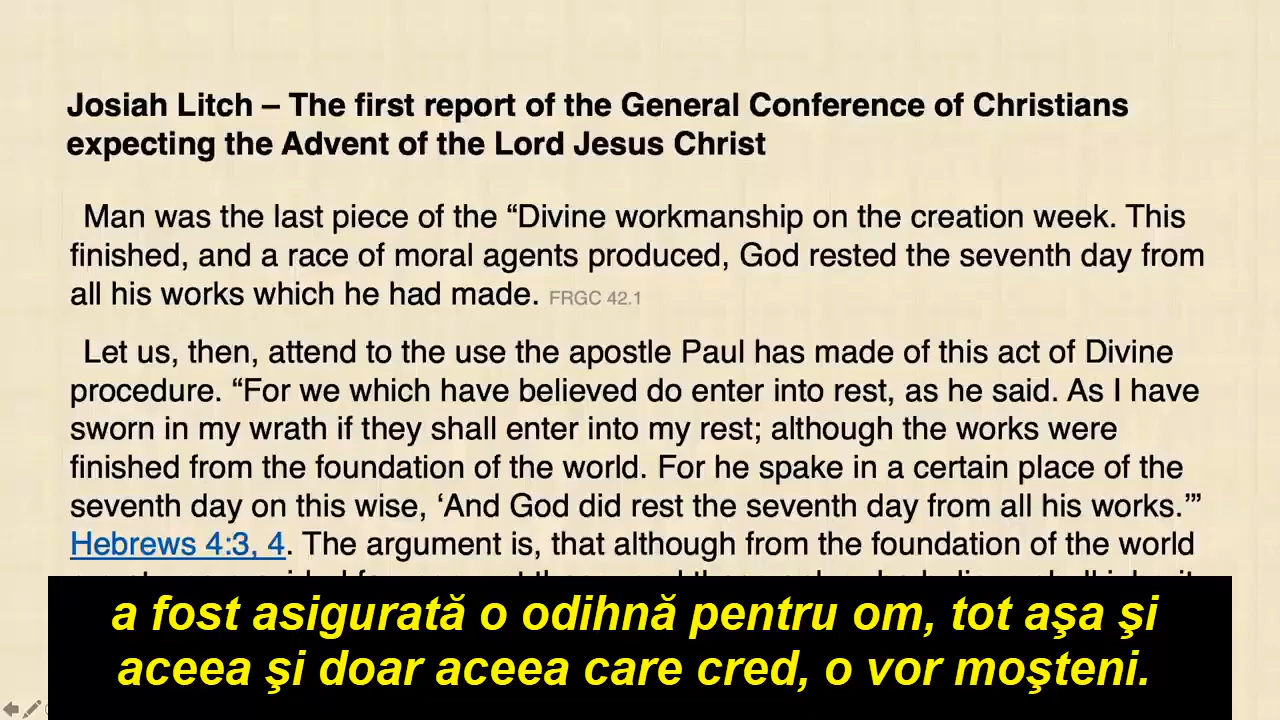 Josiah Litch – The first report of the General Conference of Christians
expecting the Advent of the Lord Jesus Christ
Man was the last piece of the “Divine workmanship on the creation week. This
finished, and a race of moral agents produced, God rested the seventh day from
all his works which he had made. FRGC 42.1
Let us, then, attend to the use the apostle Paul has made of this act of Divine
procedure. “For we which have believed do enter into rest, as he said. As I have
sworn in my wrath if they shall enter into my rest; although the works were
finished from the foundation of the world. For he spake in a certain place of the
seventh day on this wise, ‘And God did rest the seventh day from all his works.’”
Hebrews 4:3, 4. The argument is, that although from the foundation of the world
a fost asigurată o odihnă pentru om, tot aşa şi
aceea şi doar aceea care cred, o vor moşteni.